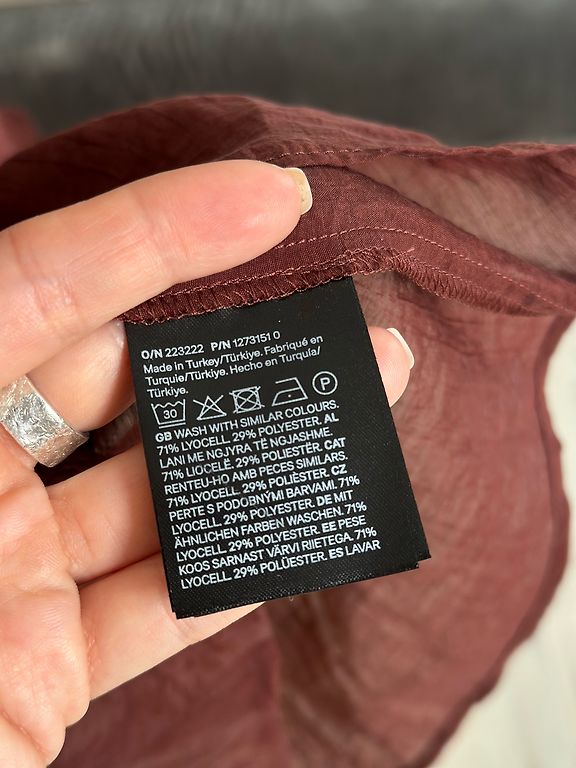 O/N 223222 P/N 1273151 0
Made in Turkey/Türkiye. Fabriqué en
Turquie/Türkiye. Hecho en Turquía/
Türkiye.
30 P
GB WASH WITH SIMILAR COLOURS.
71% LYOCELL. 29% POLYESTER. AL
LANI ME NGJYRA TË NGJASHME.
71% LIOCELË. 29% POLIESTER. CAT
RENTEU-HO AMB PECES SIMILARS.
71% LYOCELL. 29% POLIÈSTER. CZ
PERTE S PODOBNÝMI BARVAMI. 71%
LYOCELL. 29% POLYESTER. DE MIT
ÄHNLICHEN FARBEN WASCHEN. 71%
LYOCELL. 29% POLYESTER. EE PESE
KOOS SARNAST VÄRVI RIIETEGA. 71%
LYOCELL. 29% POLÜESTER. ES LAVAR